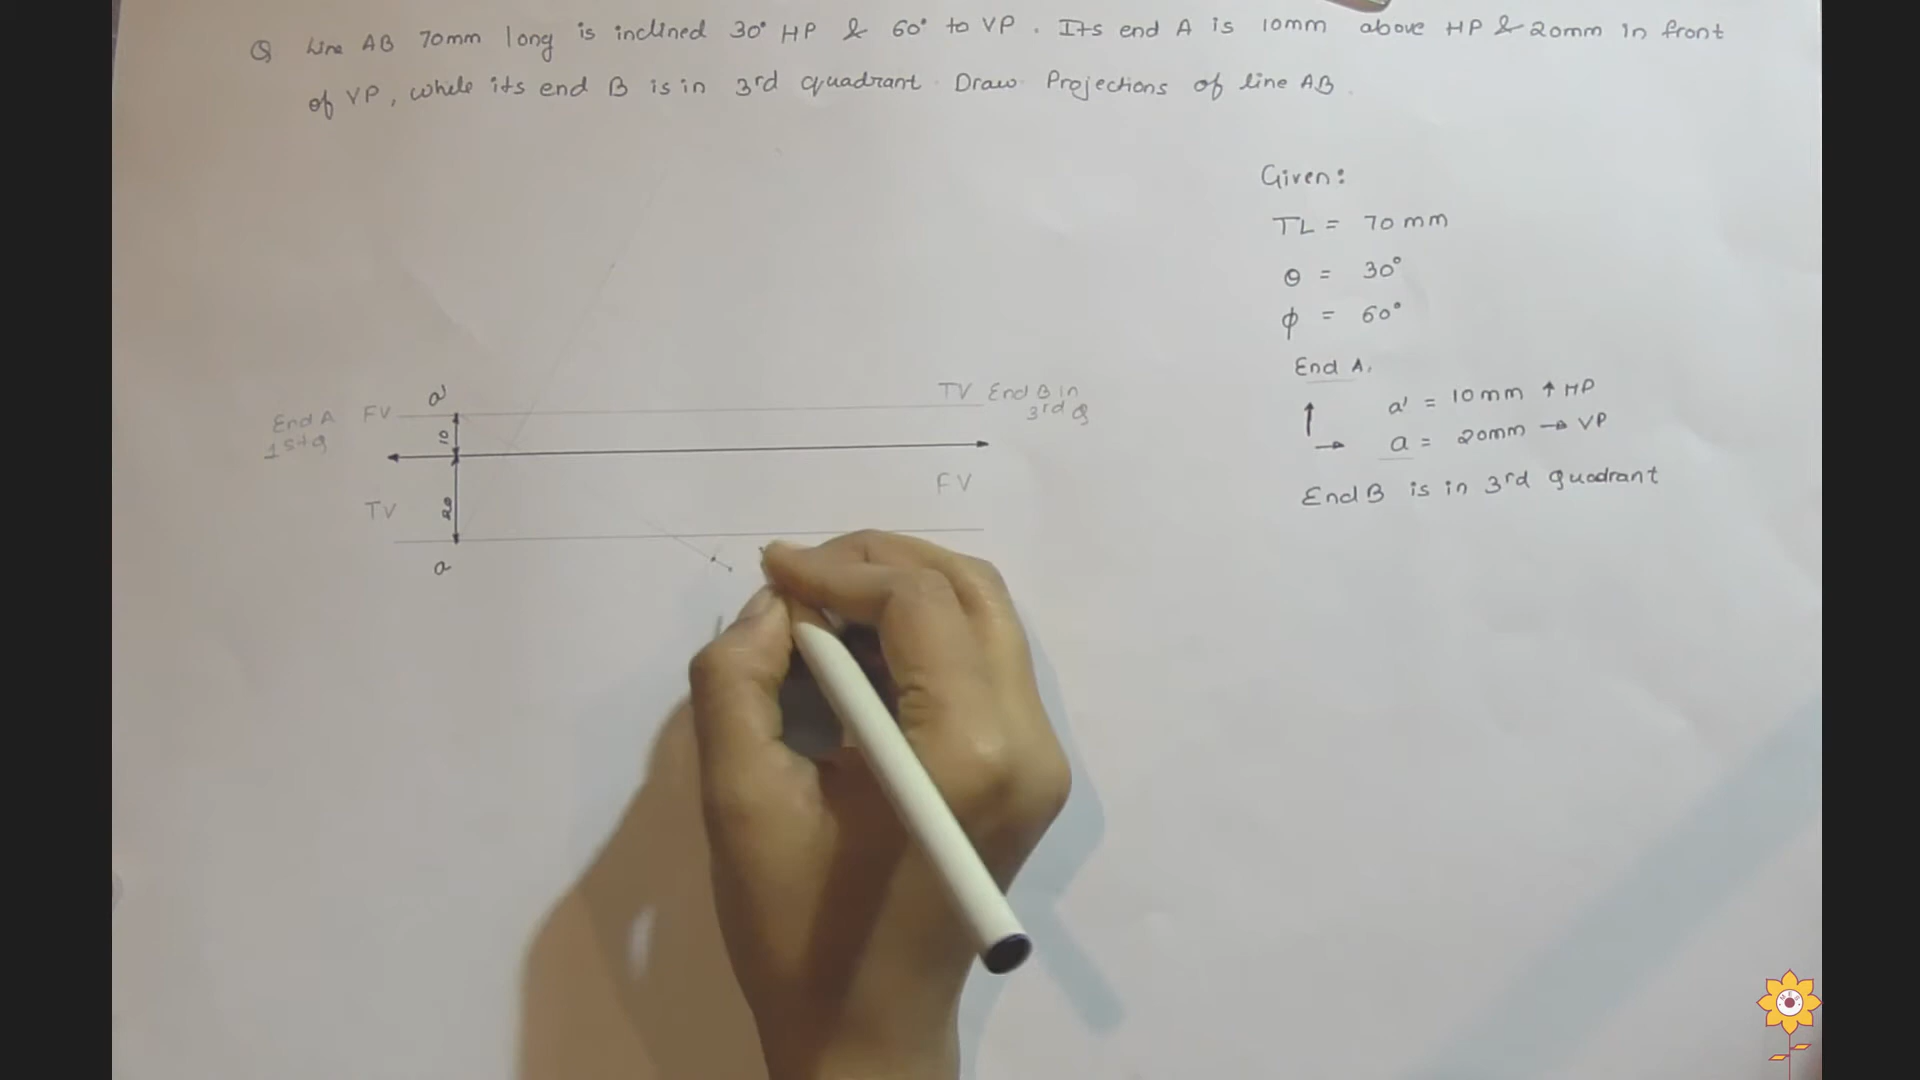 Q Line AB 70mm long is inclined 30° HP & 60° to VP. Its end A is 10mm above HP & 20mm in front
of VP, while its end B is in 3rd quadrant. Draw Projections of line AB.
Given:
TL = 70 mm
θ = 30°
ϕ = 60°
End A.
a' = 10mm ↑ HP
a = 20mm → VP
End B is in 3rd quadrant
a'
End A FV
1st q
TV End B in
3rd q
10
FV
TV
20
a